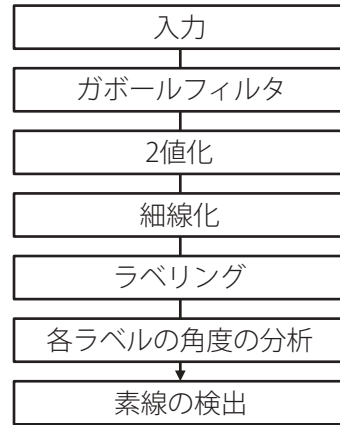 入力
ガボールフィルタ
2値化
細線化
ラベリング
各ラベルの角度の分析
素線の検出